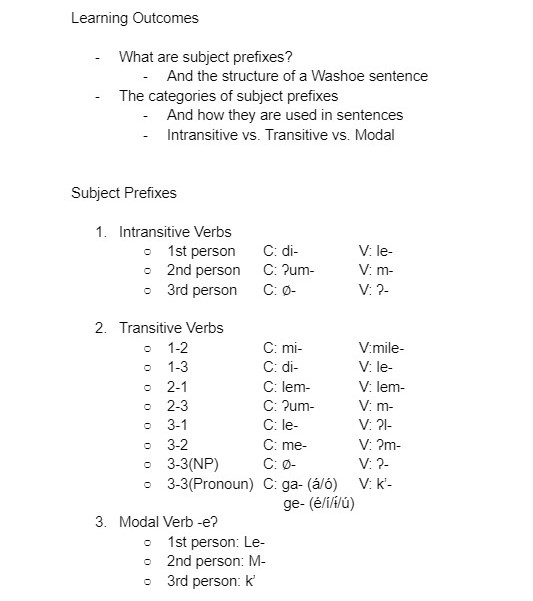 Learning Outcomes
- What are subject prefixes?
- And the structure of a Washoe sentence
- The categories of subject prefixes
- And how they are used in sentences
- Intransitive vs. Transitive vs. Modal
Subject Prefixes
1. Intransitive Verbs
○ 1st person C: di- V: le-
○ 2nd person C: ʔum- V: m-
○ 3rd person C: ø- V: ʔ-
2. Transitive Verbs
○ 1-2 C: mi- V:mile-
○ 1-3 C: di- V: le-
○ 2-1 C: lem- V: lem-
○ 2-3 C: ʔum- V: m-
○ 3-1 C: le- V: ʔl-
○ 3-2 C: me- V: ʔm-
○ 3-3(NP) C: ø- V: ʔ-
○ 3-3(Pronoun) C: ga- (á/ó) V: k'-
ge- (é/í/ɨ́/ú)
3. Modal Verb -e?
○ 1st person: Le-
○ 2nd person: M-
○ 3rd person: k'